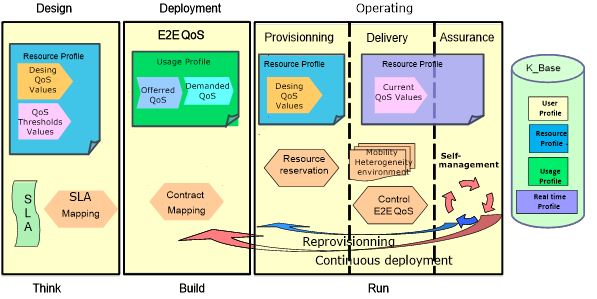 Design
Deployment
Operating
E2E QoS
Provisionning
Delivery
Assurance
Resource Profile
Desing
QoS
Values
QoS
Thresholds
Values
Usage Profile
Offerred
QoS
Demanded
QoS
Resource Profile
Desing
QoS
Values
Resource Profile
Current
QoS Values
K_Base
User
Profile
Resource
Profile
Usage
Profile
Real time
Profile
SLA
SLA
Mapping
Contract
Mapping
Resource
reservation
Mobility
Heterogeneity
environment
Control
E2E QoS
Self-
management
Reprovisionning
Continuous deployment
Think
Build
Run